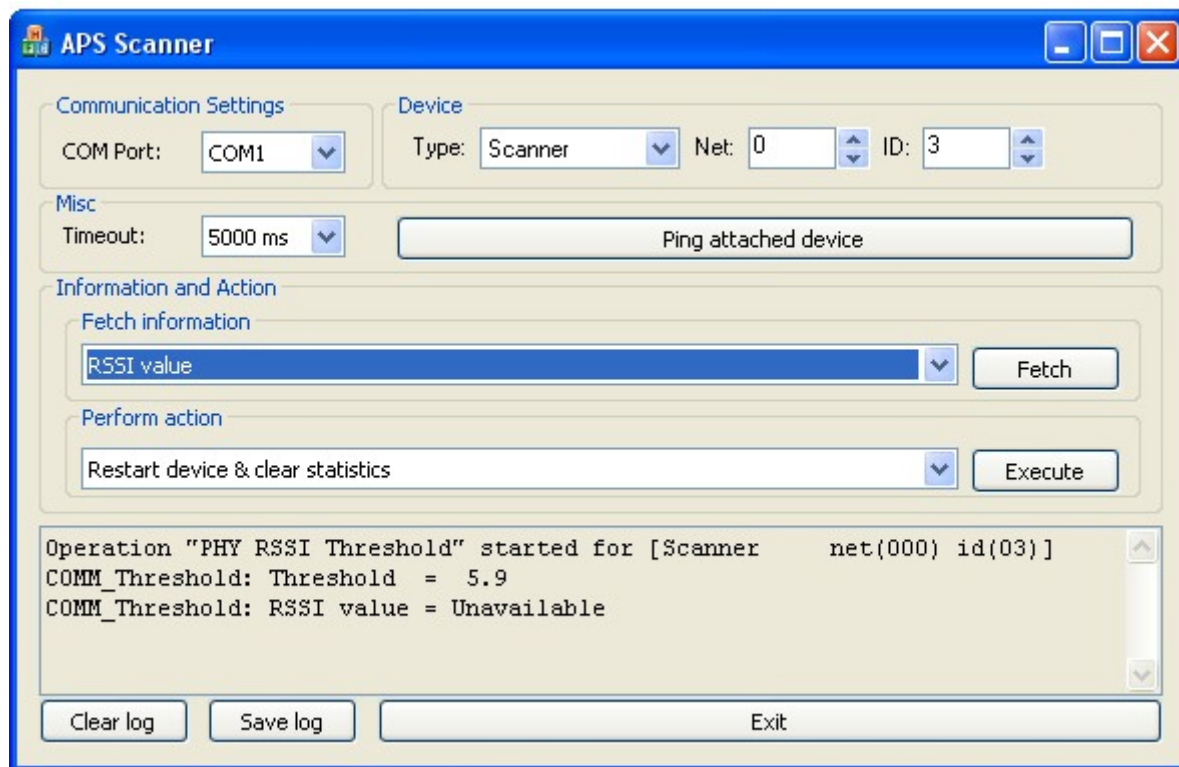 APS Scanner
Communication Settings
COM Port: COM1
Device
Type: Scanner Net: 0 ID: 3
Misc
Timeout: 5000 ms Ping attached device
Information and Action
Fetch information
RSSI value Fetch
Perform action
Restart device & clear statistics Execute
Operation "PHY RSSI Threshold" started for [Scanner     net(000) id(03)]
COMM_Threshold: Threshold  =  5.9
COMM_Threshold: RSSI value = Unavailable
Clear log Save log Exit